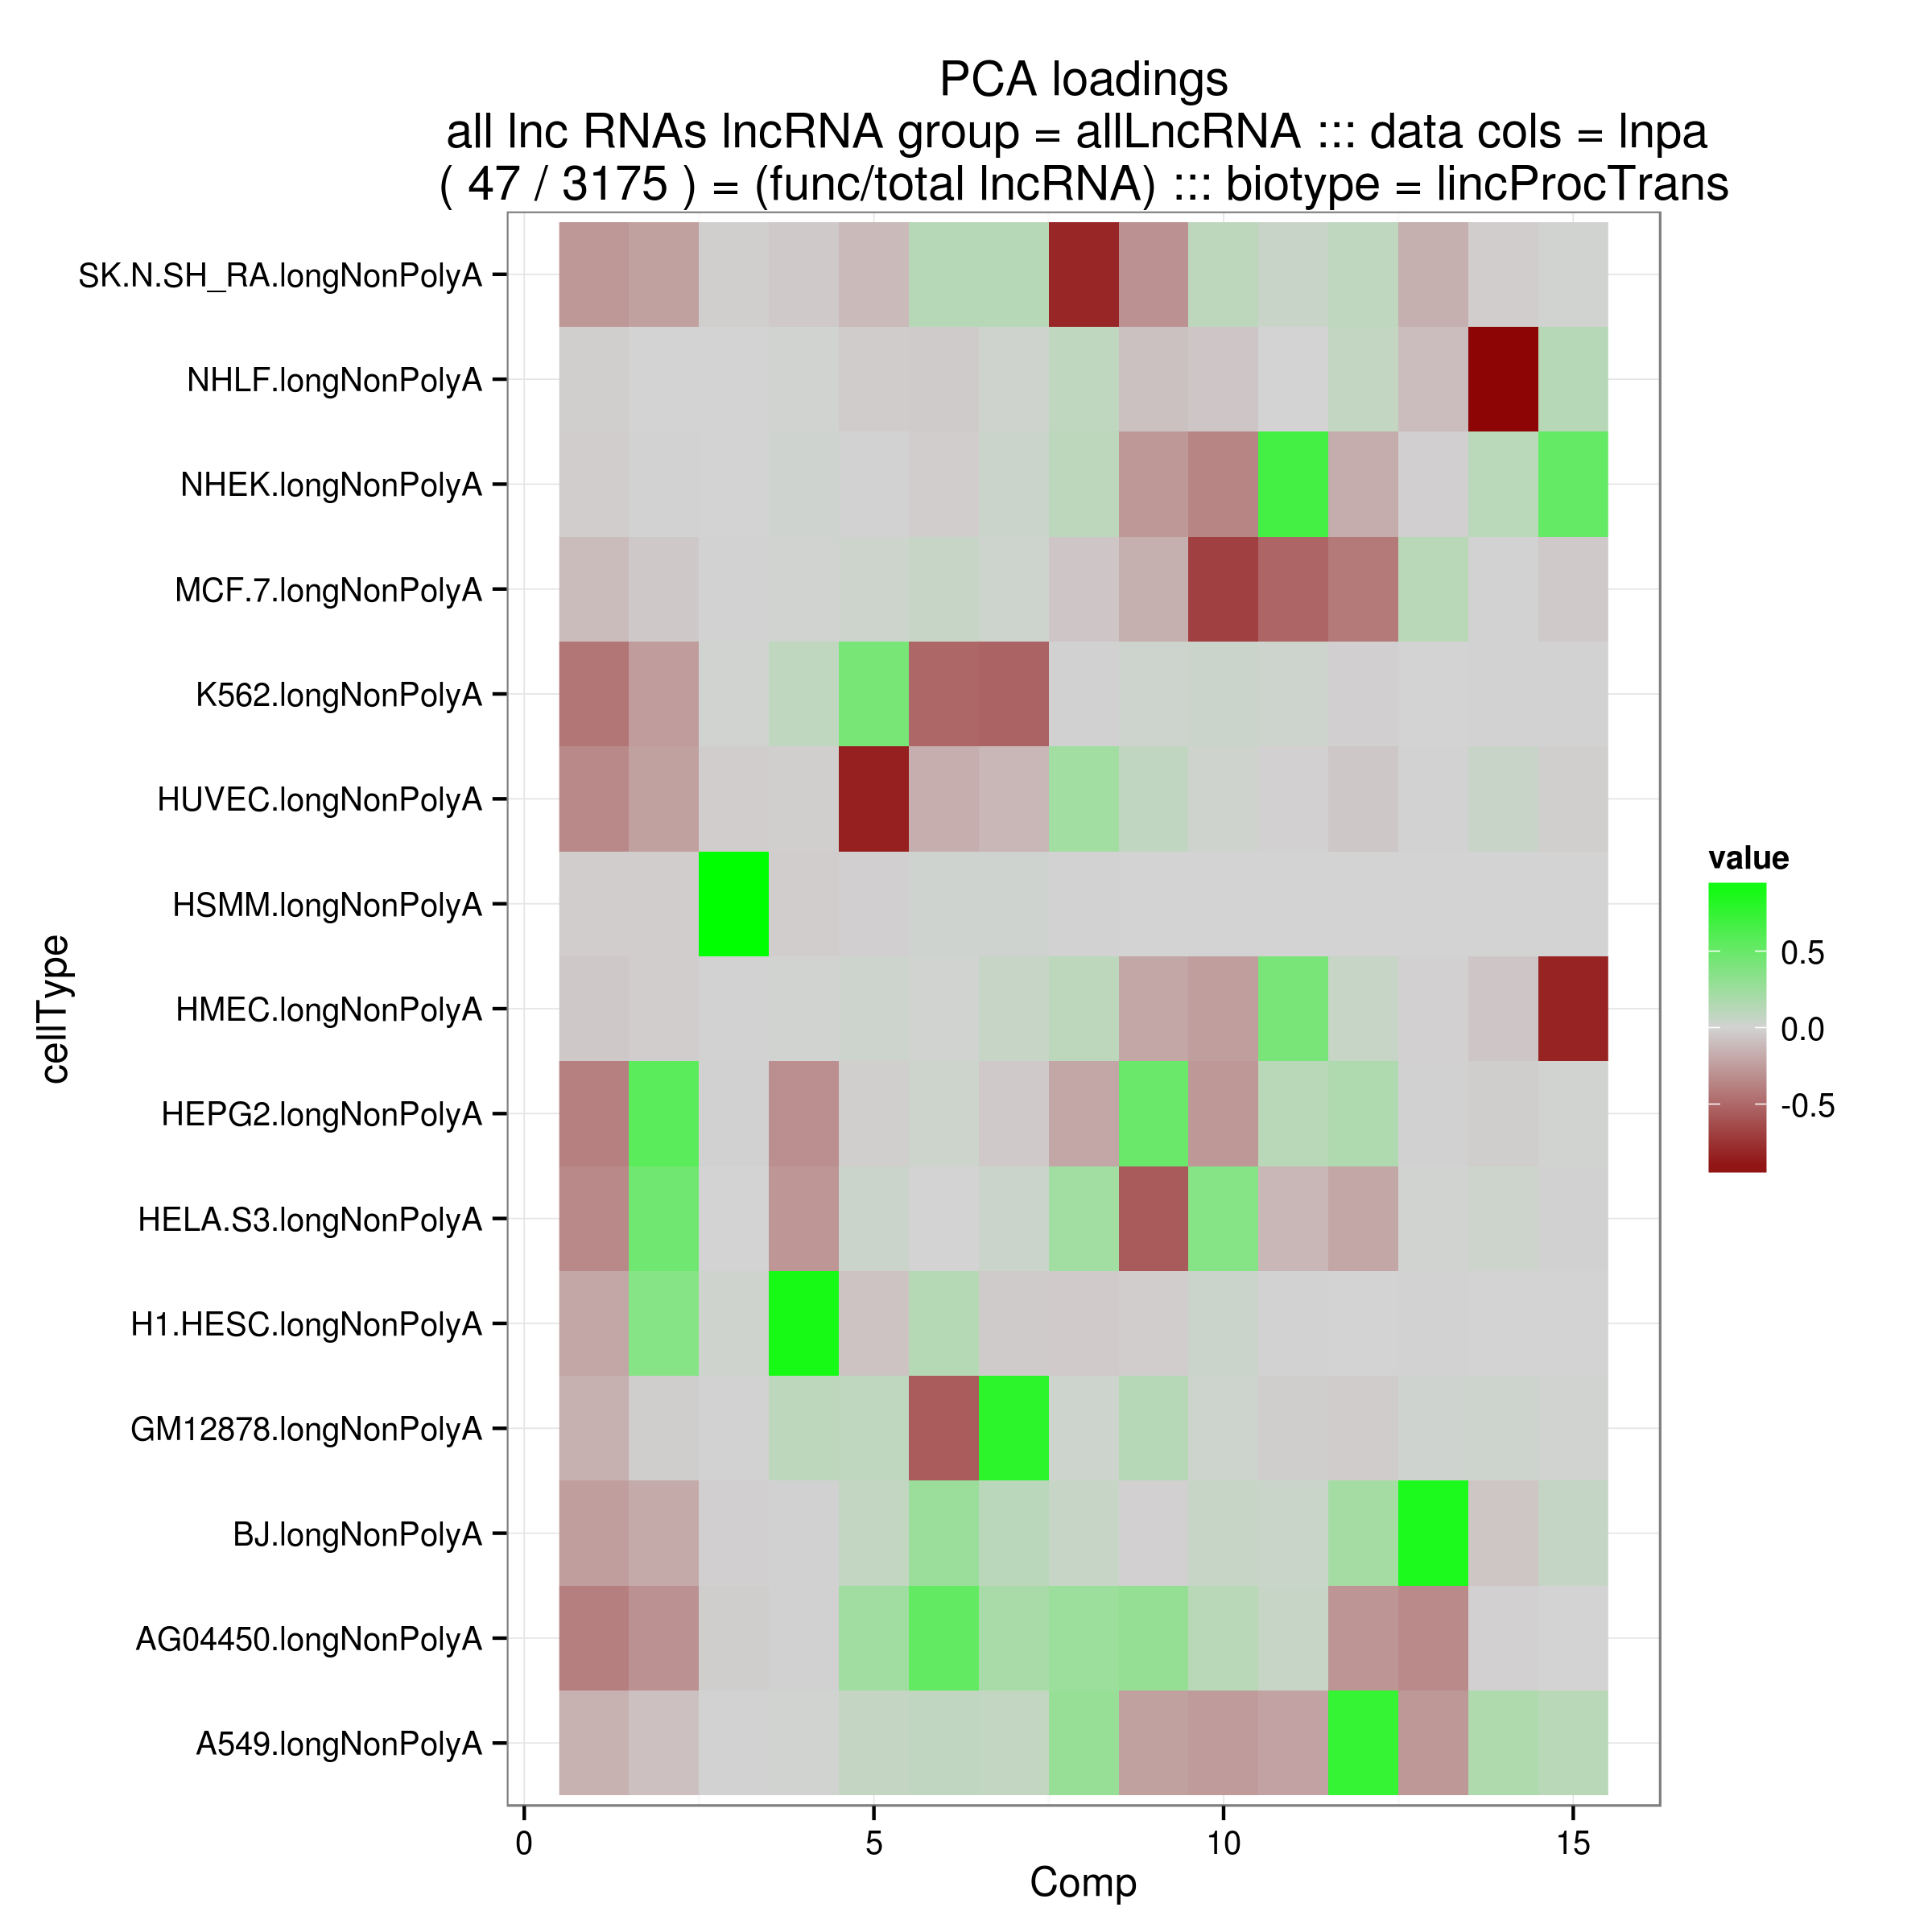 PCA loadings
all lnc RNAs lncRNA group = allLncRNA ::: data cols = lnpa
( 47 / 3175 ) = (func/total lncRNA) ::: biotype = lincProcTrans
SK.N.SH_RA.longNonPolyA
NHLF.longNonPolyA
NHEK.longNonPolyA
MCF.7.longNonPolyA
K562.longNonPolyA
HUVEC.longNonPolyA
HSMM.longNonPolyA
HMEC.longNonPolyA
HEPG2.longNonPolyA
HELA.S3.longNonPolyA
H1.HESC.longNonPolyA
GM12878.longNonPolyA
BJ.longNonPolyA
AG04450.longNonPolyA
A549.longNonPolyA
cellType
0 5 10 15
Comp
value
0.5
0.0
-0.5